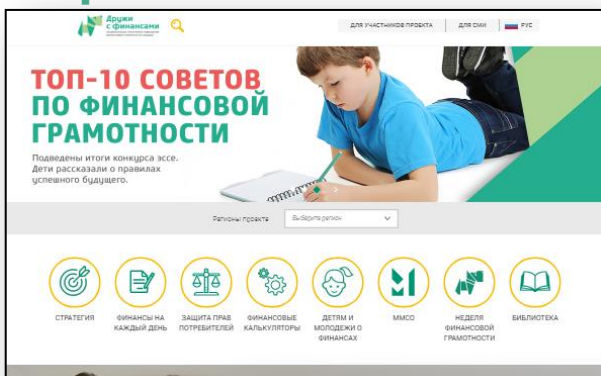 Дружи
с финансами
ДЛЯ УЧАСТНИКОВ ПРОЕКТА
ДЛЯ СМИ
РУС
ТОП-10 СОВЕТОВ
ПО ФИНАНСОВОЙ
ГРАМОТНОСТИ
Подведены итоги конкурса эссе.
Дети рассказали о правилах
успешного будущего.
Регионы проекта
Выберите регион
СТРАТЕГИЯ
ФИНАНСЫ НА
КАЖДЫЙ ДЕНЬ
ЗАЩИТА ПРАВ
ПОТРЕБИТЕЛЕЙ
ФИНАНСОВЫЕ
КАЛЬКУЛЯТОРЫ
ДЕТЯМ И
МОЛОДЕЖИ О
ФИНАНСАХ
ММСО
НЕДЕЛЯ
ФИНАНСОВОЙ
ГРАМОТНОСТИ
БИБЛИОТЕКА